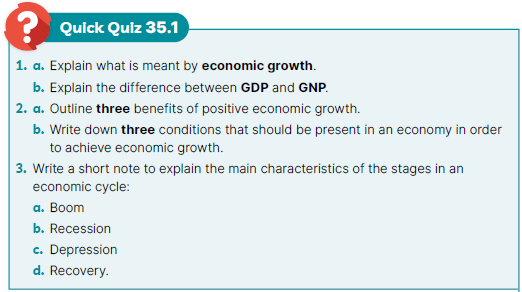 ?
Quick Quiz 35.1
1. a. Explain what is meant by economic growth.
b. Explain the difference between GDP and GNP.
2. a. Outline three benefits of positive economic growth.
b. Write down three conditions that should be present in an economy in order
to achieve economic growth.
3. Write a short note to explain the main characteristics of the stages in an
economic cycle:
a. Boom
b. Recession
c. Depression
d. Recovery.